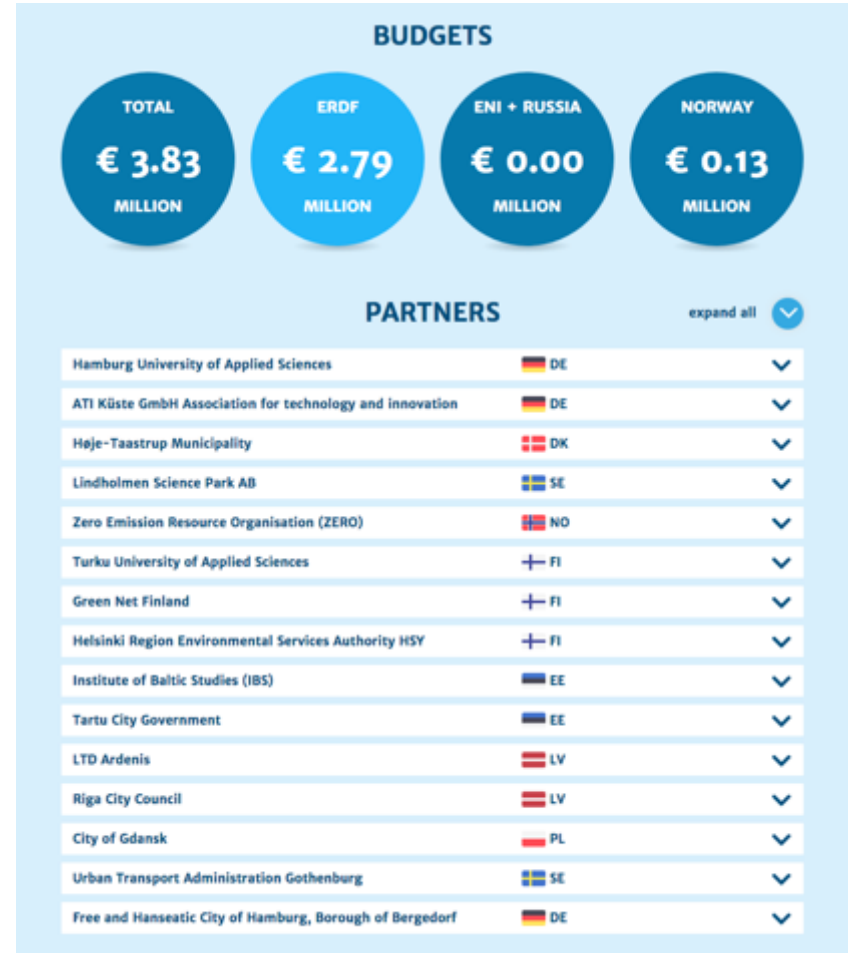 BUDGETS
TOTAL
€ 3.83
MILLION
ERDF
€ 2.79
MILLION
ENI + RUSSIA
€ 0.00
MILLION
NORWAY
€ 0.13
MILLION
PARTNERS
expand all
Hamburg University of Applied Sciences DE
ATI Küste GmbH Association for technology and innovation DE
Høje-Taastrup Municipality DK
Lindholmen Science Park AB SE
Zero Emission Resource Organisation (ZERO) NO
Turku University of Applied Sciences FI
Green Net Finland FI
Helsinki Region Environmental Services Authority HSY FI
Institute of Baltic Studies (IBS) EE
Tartu City Government EE
LTD Ardenis LV
Riga City Council LV
City of Gdansk PL
Urban Transport Administration Gothenburg SE
Free and Hanseatic City of Hamburg, Borough of Bergedorf DE